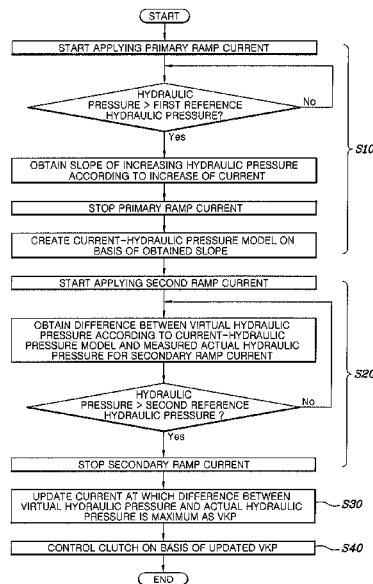 START
START APPLYING PRIMARY RAMP CURRENT
HYDRAULIC
PRESSURE > FIRST REFERENCE
HYDRAULIC PRESSURE?
No
Yes
OBTAIN SLOPE OF INCREASING HYDRAULIC PRESSURE
ACCORDING TO INCREASE OF CURRENT
STOP PRIMARY RAMP CURRENT
CREATE CURRENT-HYDRAULIC PRESSURE MODEL ON
BASIS OF OBTAINED SLOPE
S10
START APPLYING SECOND RAMP CURRENT
OBTAIN DIFFERENCE BETWEEN VIRTUAL HYDRAULIC
PRESSURE ACCORDING TO CURRENT-HYDRAULIC
PRESSURE MODEL AND MEASURED ACTUAL HYDRAULIC
PRESSURE FOR SECONDARY RAMP CURRENT
HYDRAULIC
PRESSURE > SECOND REFERENCE
HYDRAULIC PRESSURE ?
No
Yes
STOP SECONDARY RAMP CURRENT
S20
UPDATE CURRENT AT WHICH DIFFERENCE BETWEEN
VIRTUAL HYDRAULIC PRESSURE AND ACTUAL HYDRAULIC
PRESSURE IS MAXIMUM AS VKP
S30
CONTROL CLUTCH ON BASIS OF UPDATED VKP
S40
END